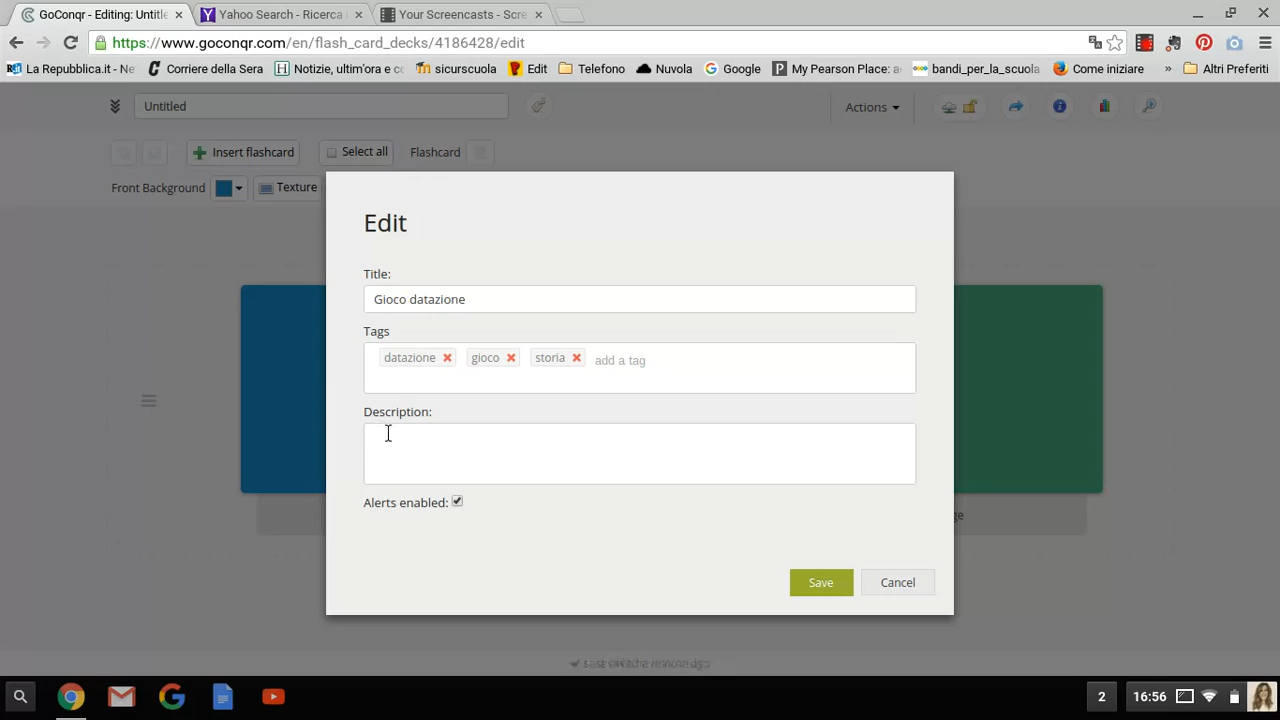 GoConqr - Editing: Untitle
Yahoo Search - Ricerca
Your Screencasts - Scre
https://www.goconqr.com/en/flash_card_decks/4186428/edit
La Repubblica.it - Ne
Corriere della Sera
Notizie, ultim'ora e co
sicurscuola
Edit
Telefono
Nuvola
Google
My Pearson Place: a
bandi_per_la_scuola
Come iniziare
»
Altri Preferiti
Untitled
Actions
Insert flashcard
Select all
Flashcard
Front Background
Texture
Edit
Title:
Gioco datazione
Tags
datazione
gioco
storia
add a tag
Description:
Alerts enabled:
ge
Save
Cancel
2
16:56